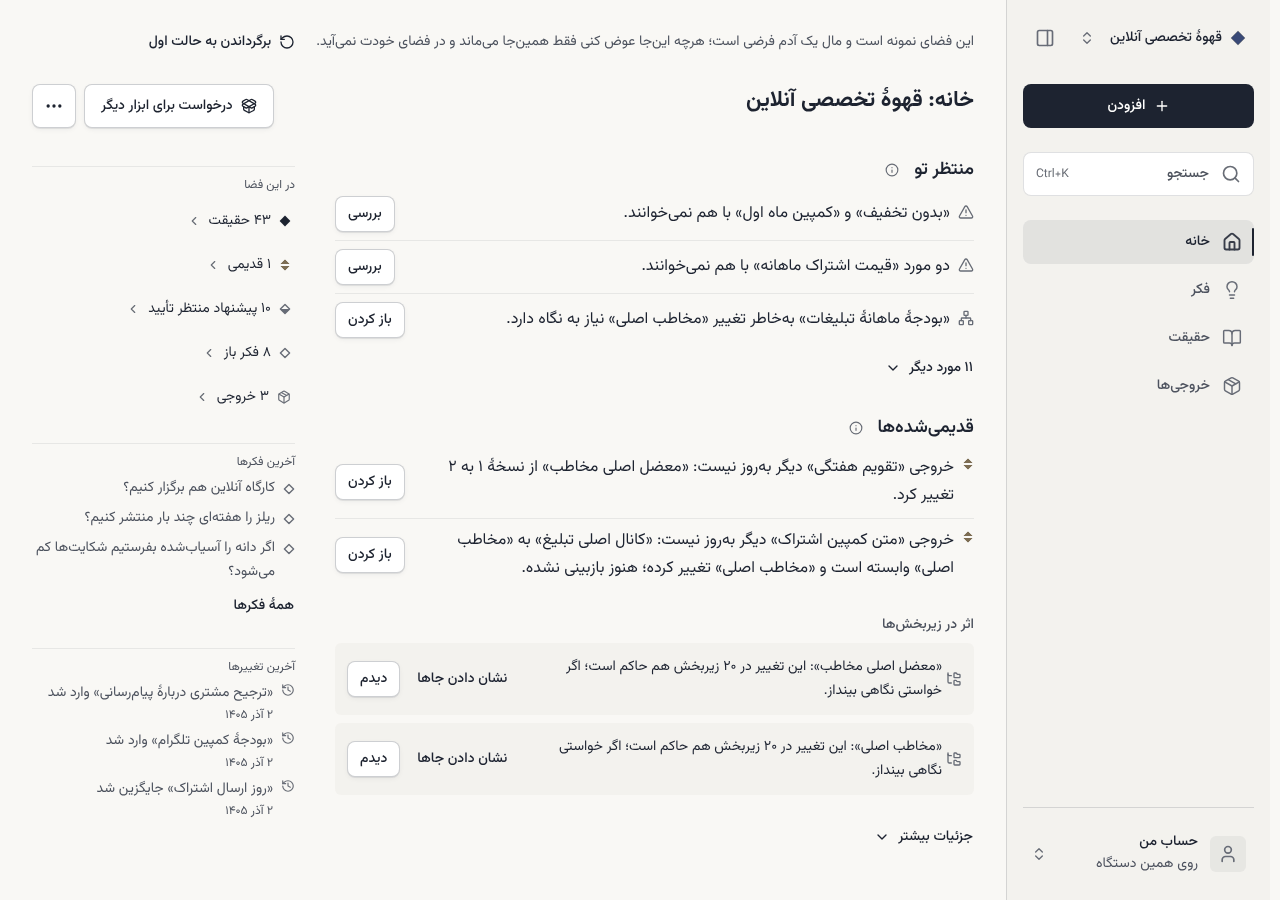 قهوهٔ تخصصی آنلاین
افزودن
جستجو
Ctrl+K
خانه
فکر
حقیقت
خروجی‌ها
حساب من
روی همین دستگاه
این فضای نمونه است و مال یک آدم فرضی است؛ هرچه این‌جا عوض کنی فقط همین‌جا می‌ماند و در فضای خودت نمی‌آید.
برگرداندن به حالت اول
خانه: قهوهٔ تخصصی آنلاین
درخواست برای ابزار دیگر
منتظر تو
«بدون تخفیف» و «کمپین ماه اول» با هم نمی‌خوانند.
بررسی
دو مورد «قیمت اشتراک ماهانه» با هم نمی‌خوانند.
بررسی
«بودجهٔ ماهانهٔ تبلیغات» به‌خاطر تغییر «مخاطب اصلی» نیاز به نگاه دارد.
باز کردن
۱۱ مورد دیگر
قدیمی‌شده‌ها
خروجی «تقویم هفتگی» دیگر به‌روز نیست: «معضل اصلی مخاطب» از نسخهٔ ۱ به ۲
تغییر کرد.
باز کردن
خروجی «متن کمپین اشتراک» دیگر به‌روز نیست: «کانال اصلی تبلیغ» به «مخاطب
اصلی» وابسته است و «مخاطب اصلی» تغییر کرده؛ هنوز بازبینی نشده.
باز کردن
اثر در زیربخش‌ها
«معضل اصلی مخاطب»: این تغییر در ۲۰ زیربخش هم حاکم است؛ اگر
خواستی نگاهی بینداز.
نشان دادن جاها
دیدم
«مخاطب اصلی»: این تغییر در ۲۰ زیربخش هم حاکم است؛ اگر خواستی
نگاهی بینداز.
نشان دادن جاها
دیدم
جزئیات بیشتر
در این فضا
۴۳ حقیقت
۱ قدیمی
۱۰ پیشنهاد منتظر تأیید
۸ فکر باز
۳ خروجی
آخرین فکرها
کارگاه آنلاین هم برگزار کنیم؟
ریلز را هفته‌ای چند بار منتشر کنیم؟
اگر دانه را آسیاب‌شده بفرستیم شکایت‌ها کم
می‌شود؟
همهٔ فکرها
آخرین تغییرها
«ترجیح مشتری دربارهٔ پیام‌رسانی» وارد شد
۲ آذر ۱۴۰۵
«بودجهٔ کمپین تلگرام» وارد شد
۲ آذر ۱۴۰۵
«روز ارسال اشتراک» جایگزین شد
۲ آذر ۱۴۰۵